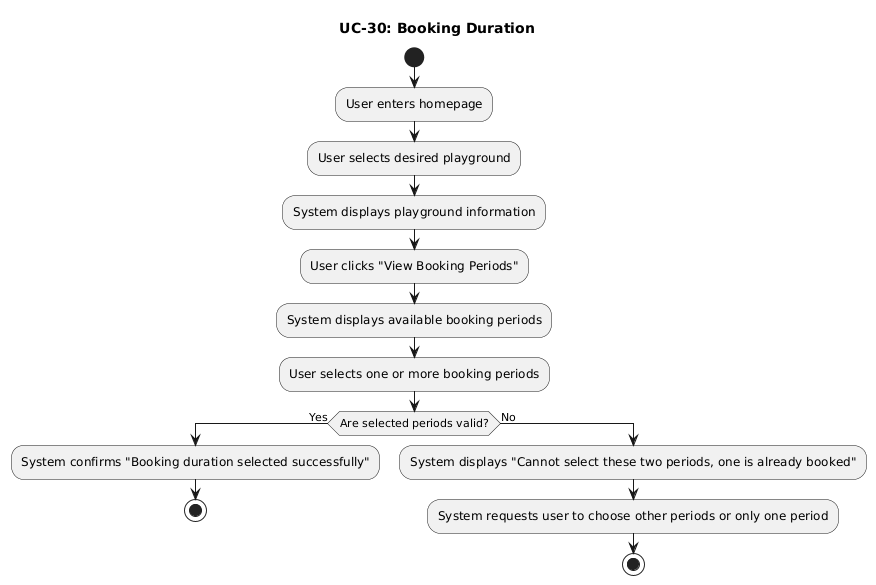 UC-30: Booking Duration
User enters homepage
User selects desired playground
System displays playground information
User clicks "View Booking Periods"
System displays available booking periods
User selects one or more booking periods
Yes
Are selected periods valid?
No
System confirms "Booking duration selected successfully"
System displays "Cannot select these two periods, one is already booked"
System requests user to choose other periods or only one period